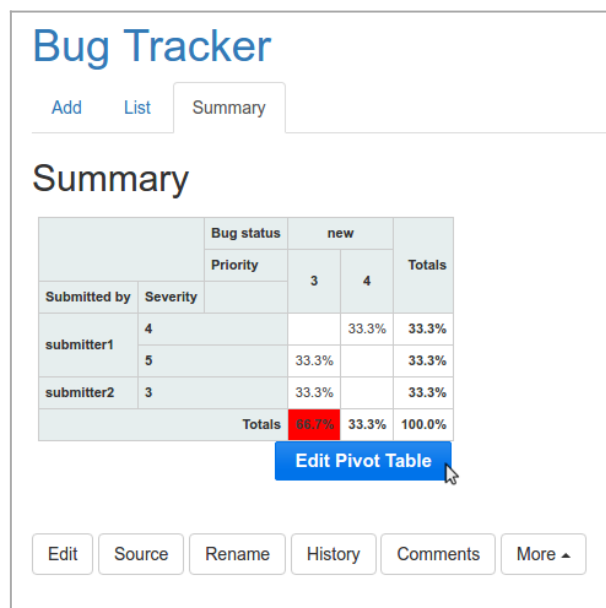 Bug Tracker
Add List Summary
Summary
Bug status new Totals
Priority 3 4
Submitted by Severity
submitter1 4 33.3% 33.3%
5 33.3% 33.3%
submitter2 3 33.3% 33.3%
Totals 66.7% 33.3% 100.0%
Edit Pivot Table
Edit Source Rename History Comments More